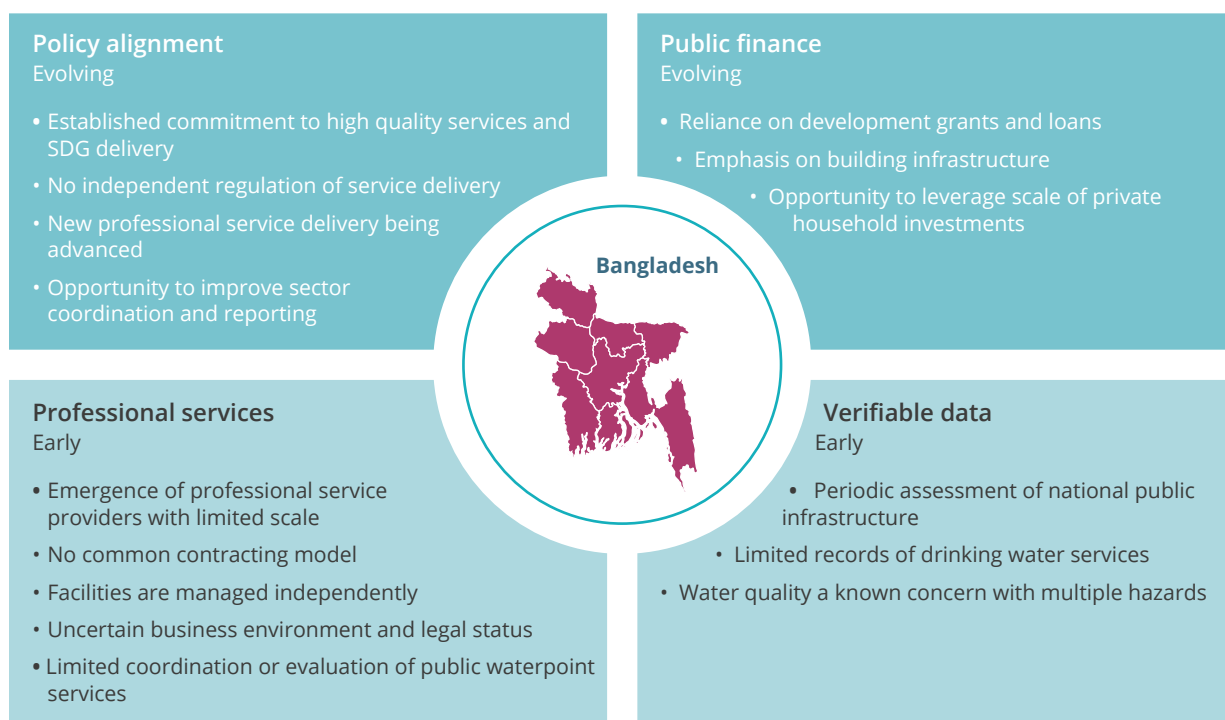 Policy alignment
Evolving
• Established commitment to high quality services and
SDG delivery
• No independent regulation of service delivery
• New professional service delivery being
advanced
• Opportunity to improve sector
coordination and reporting
Public finance
Evolving
• Reliance on development grants and loans
• Emphasis on building infrastructure
• Opportunity to leverage scale of private
household investments
Bangladesh
Professional services
Early
• Emergence of professional service
providers with limited scale
• No common contracting model
• Facilities are managed independently
• Uncertain business environment and legal status
• Limited coordination or evaluation of public waterpoint
services
Verifiable data
Early
• Periodic assessment of national public
infrastructure
• Limited records of drinking water services
• Water quality a known concern with multiple hazards